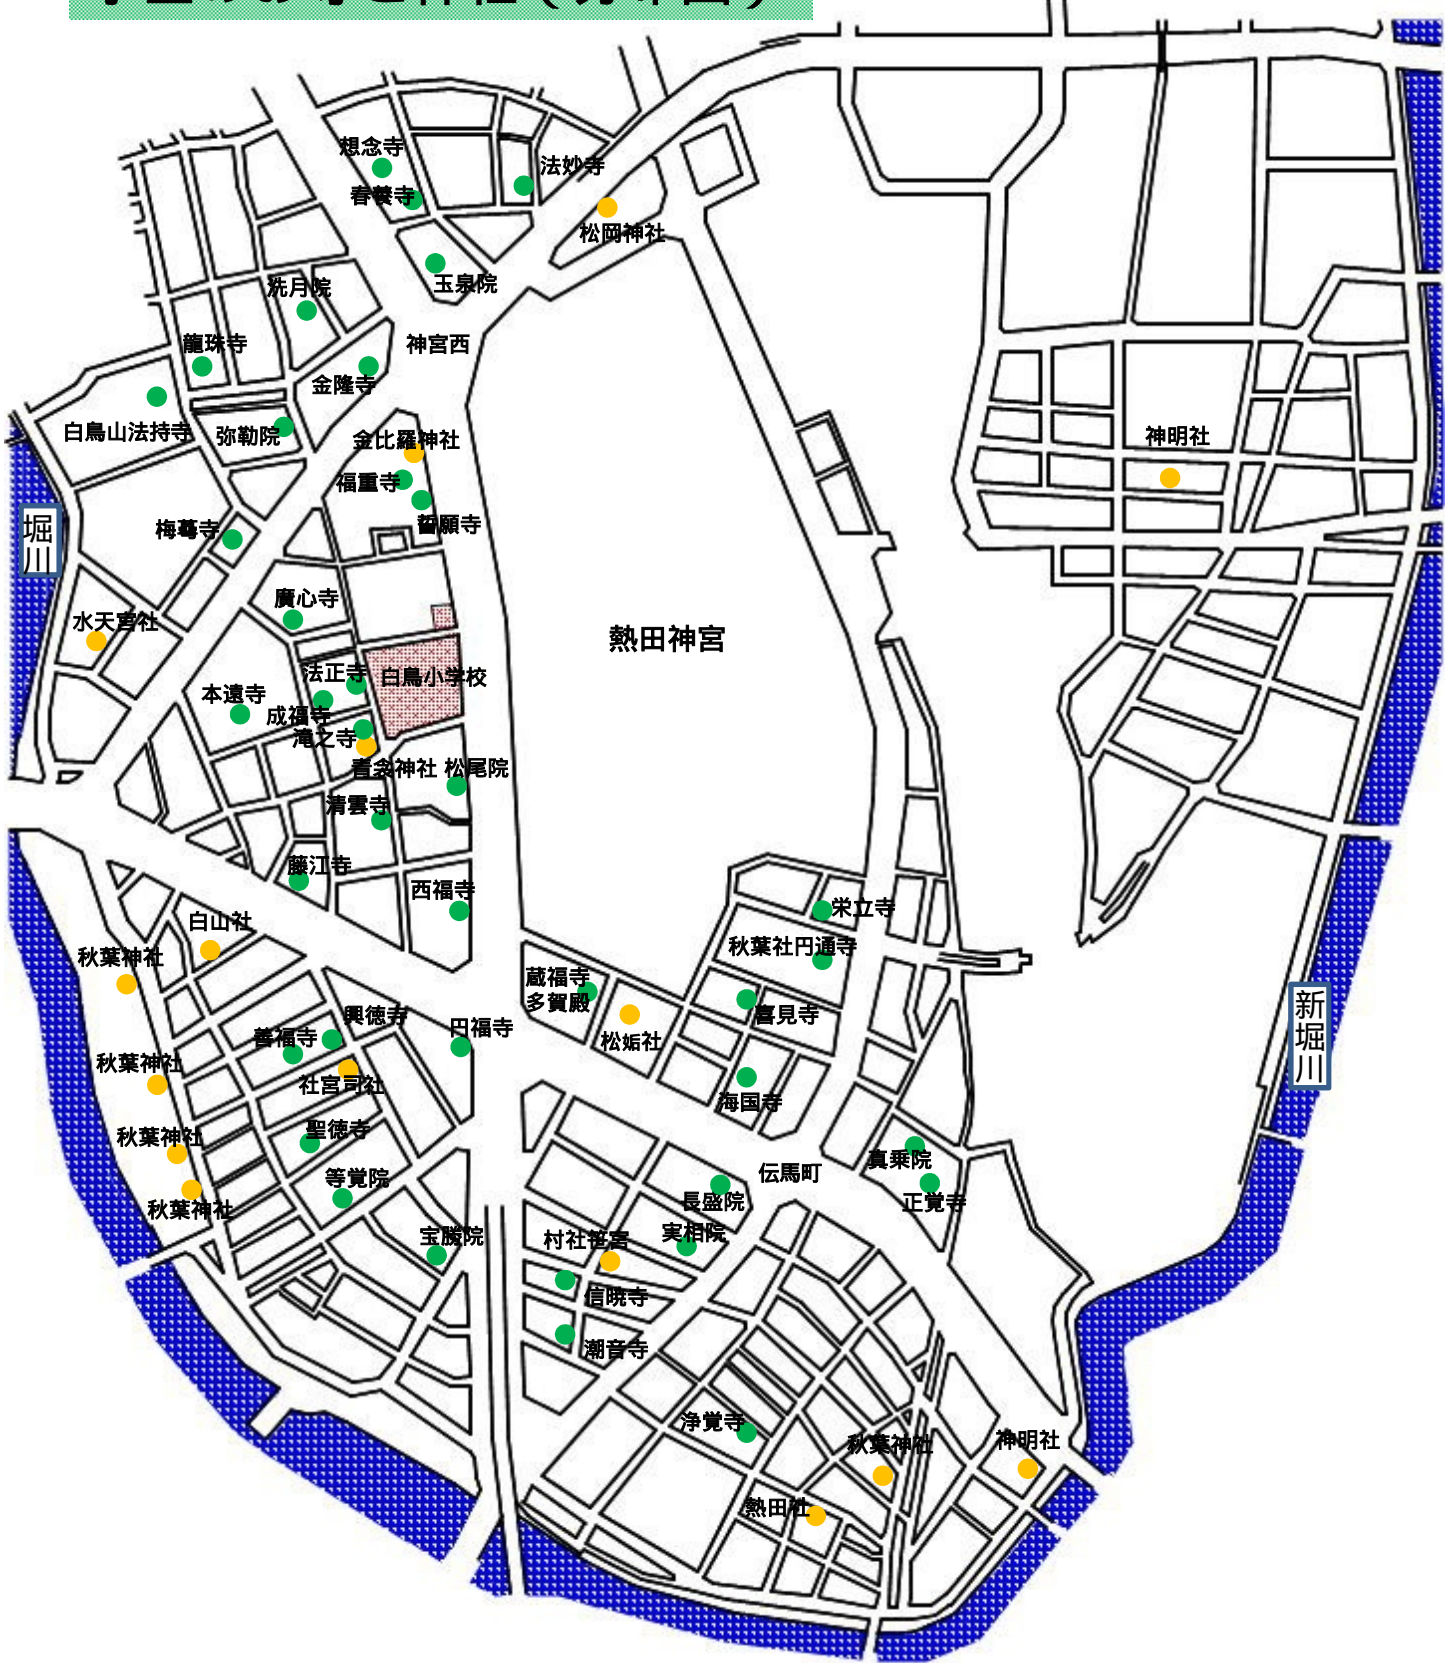 想念寺
法妙寺
春養寺
松岡神社
玉泉院
洗月院
龍珠寺
神宮西
金隆寺
白鳥山法持寺
弥勒院
金比羅神社
神明社
福重寺
誓願寺
梅蕚寺
堀川
廣心寺
水天宮社
熱田神宮
法正寺
白鳥小学校
本遠寺
成福寺
滝之寺
青衾神社
松尾院
清雲寺
藤江寺
西福寺
栄立寺
白山社
秋葉社円通寺
秋葉神社
蔵福寺
多賀殿
喜見寺
新堀川
興徳寺
円福寺
善福寺
松姤社
秋葉神社
社宮司社
海国寺
聖徳寺
秋葉神社
真乗院
伝馬町
等覚院
長盛院
正覚寺
秋葉神社
宝勝院
村社笹宮
実相院
信暁寺
潮音寺
浄覚寺
秋葉神社
神明社
熱田社